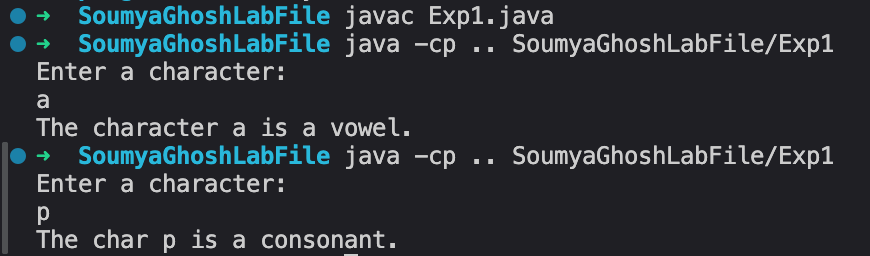 ➜ SoumyaGhoshLabFile javac Exp1.java
➜ SoumyaGhoshLabFile java -cp .. SoumyaGhoshLabFile/Exp1
Enter a character:
a
The character a is a vowel.
➜ SoumyaGhoshLabFile java -cp .. SoumyaGhoshLabFile/Exp1
Enter a character:
p
The char p is a consonant.